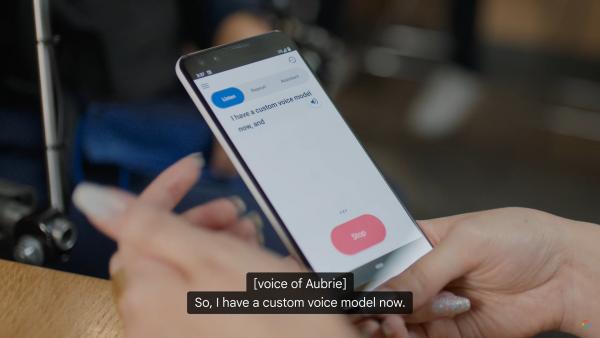 Listen
Repeat
Assistant
I have a custom voice model
now, and
Stop
[voice of Aubrie]
So, I have a custom voice model now.